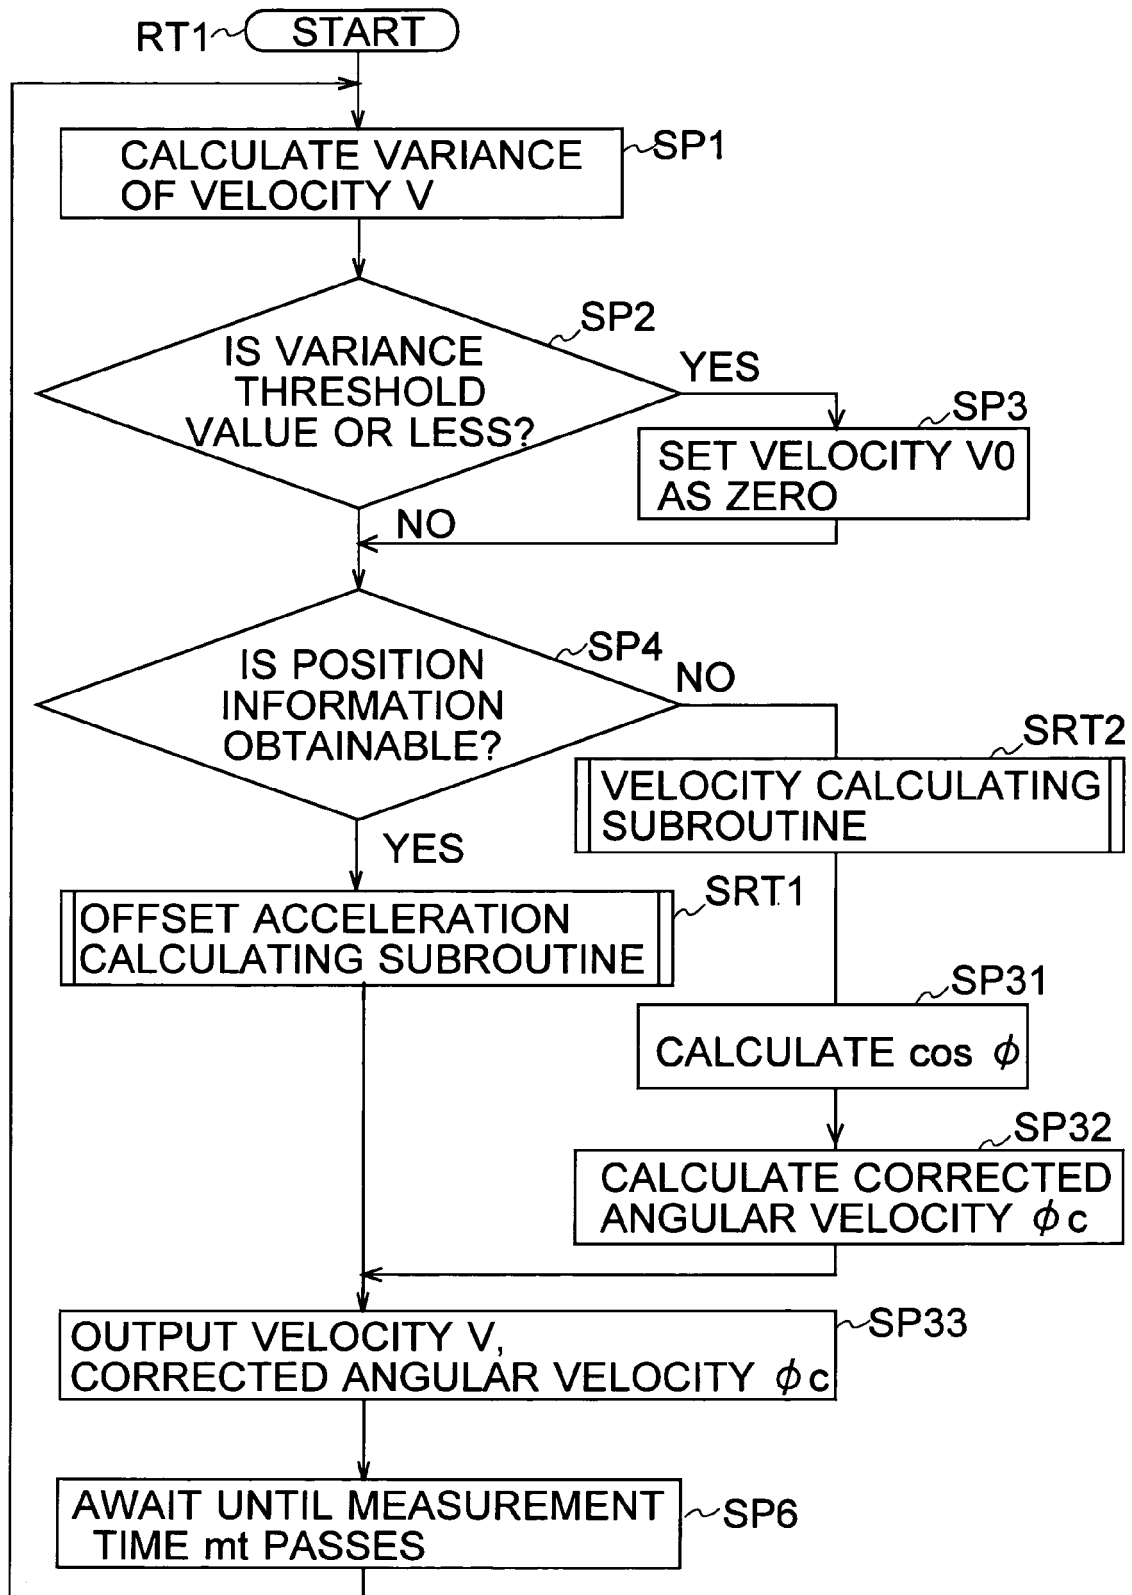 RT1
START
CALCULATE VARIANCE
OF VELOCITY V
SP1
SP2
IS VARIANCE
THRESHOLD
VALUE OR LESS?
YES
SP3
SET VELOCITY V0
AS ZERO
NO
SP4
IS POSITION
INFORMATION
OBTAINABLE?
NO
SRT2
VELOCITY CALCULATING
SUBROUTINE
YES
SRT1
OFFSET ACCELERATION
CALCULATING SUBROUTINE
SP31
CALCULATE cos ϕ
SP32
CALCULATE CORRECTED
ANGULAR VELOCITY ϕc
OUTPUT VELOCITY V,
CORRECTED ANGULAR VELOCITY ϕc
SP33
AWAIT UNTIL MEASUREMENT
TIME mt PASSES
SP6